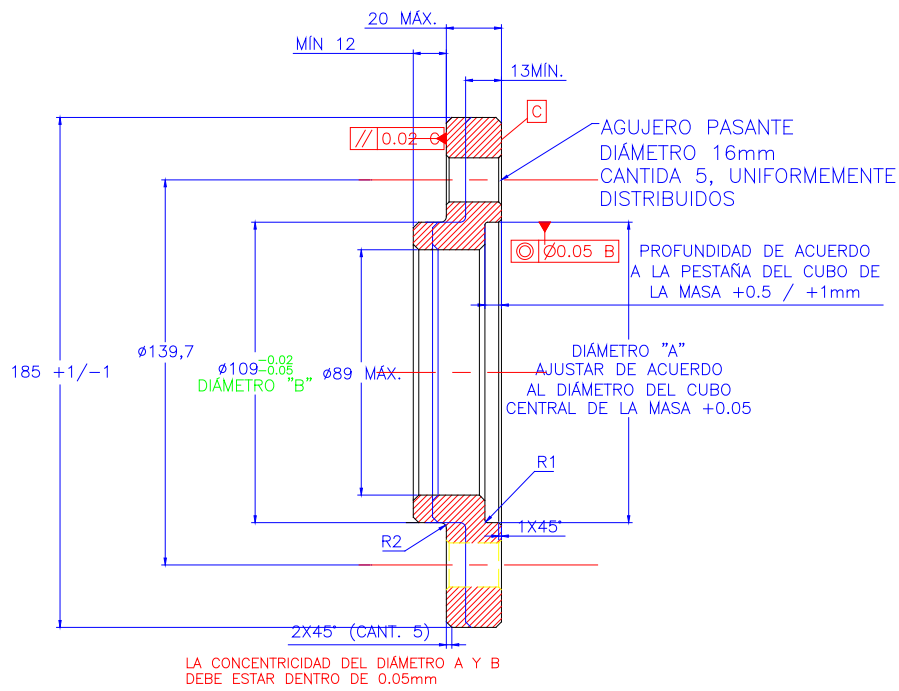 20 MÁX.
MÍN 12
13MÍN.
C
// 0.02 C
AGUJERO PASANTE
DIÁMETRO 16mm
CANTIDA 5, UNIFORMEMENTE
DISTRIBUIDOS
◎ Ø0.05 B
PROFUNDIDAD DE ACUERDO
A LA PESTAÑA DEL CUBO DE
LA MASA +0.5 / +1mm
185 +1/-1
Ø139,7
Ø109 -0.02
-0.05
DIÁMETRO "B"
Ø89 MÁX.
DIÁMETRO "A"
AJUSTAR DE ACUERDO
AL DIÁMETRO DEL CUBO
CENTRAL DE LA MASA +0.05
R1
1X45°
R2
2X45° (CANT. 5)
LA CONCENTRICIDAD DEL DIÁMETRO A Y B
DEBE ESTAR DENTRO DE 0.05mm